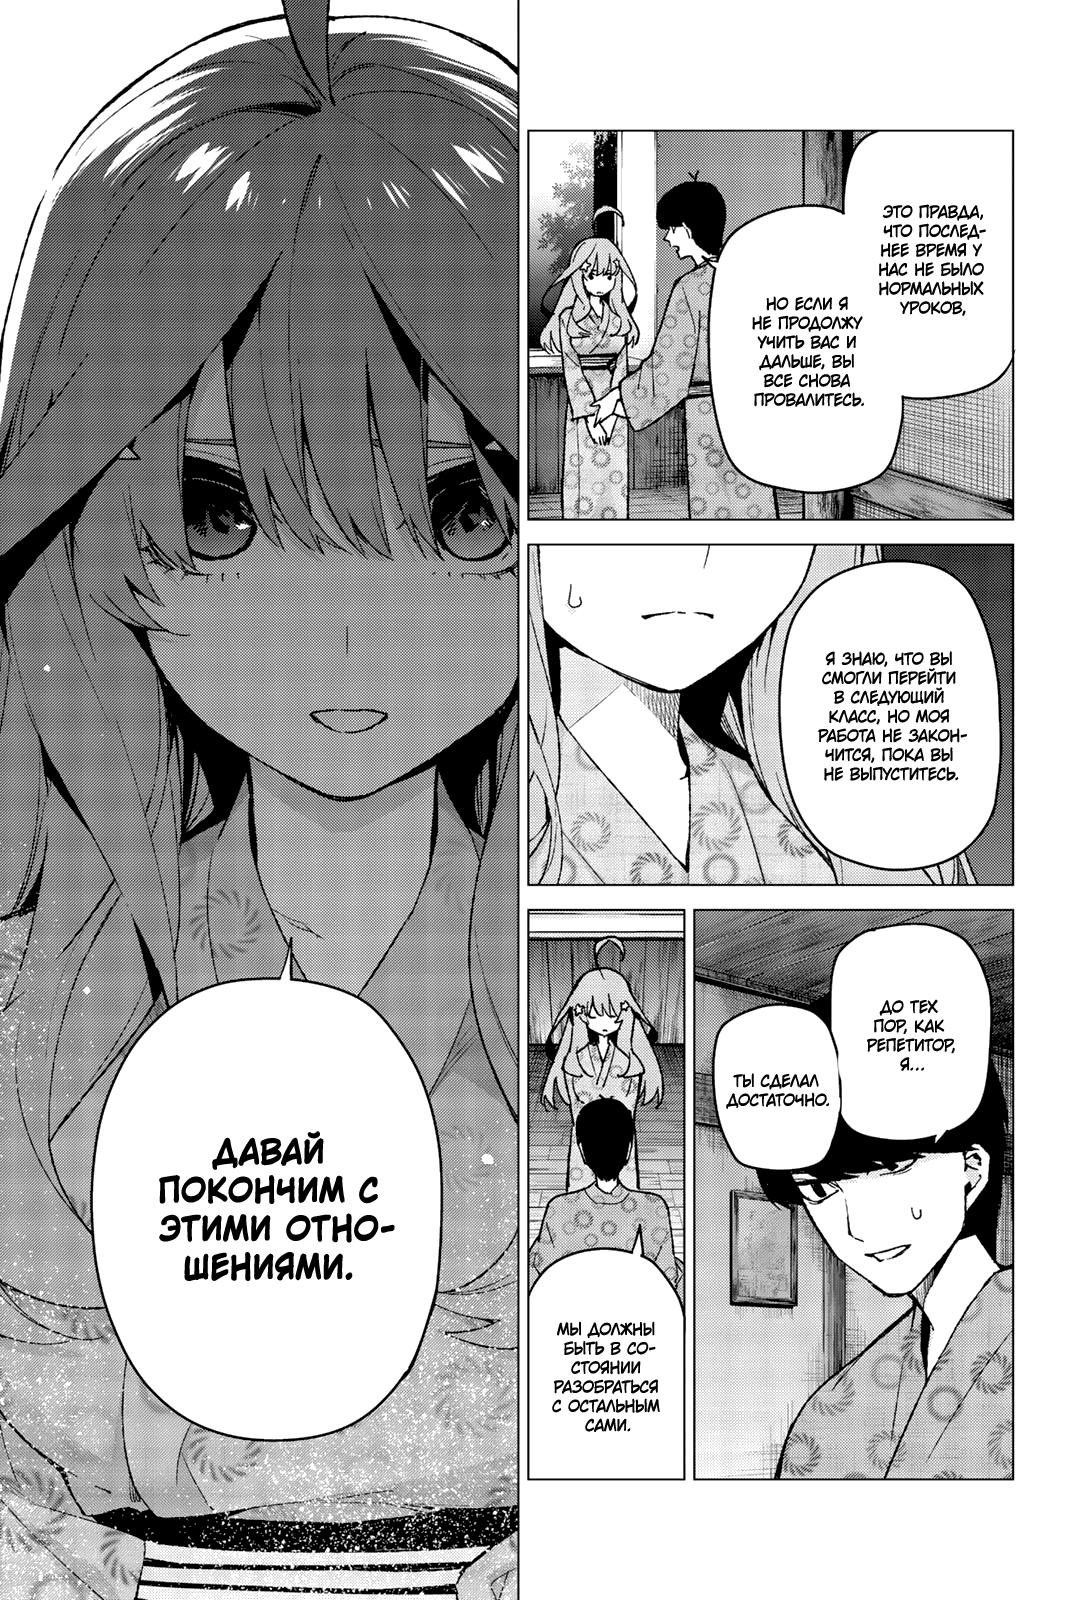 ЭТО ПРАВДА,
ЧТО ПОСЛЕД-
НЕЕ ВРЕМЯ У
НАС НЕ БЫЛО
НОРМАЛЬНЫХ
УРОКОВ,
НО ЕСЛИ Я
НЕ ПРОДОЛЖУ
УЧИТЬ ВАС И
ДАЛЬШЕ, ВЫ
ВСЕ СНОВА
ПРОВАЛИТЕСЬ.
Я ЗНАЮ, ЧТО ВЫ
СМОГЛИ ПЕРЕЙТИ
В СЛЕДУЮЩИЙ
КЛАСС, НО МОЯ
РАБОТА НЕ ЗАКОН-
ЧИТСЯ, ПОКА ВЫ
НЕ ВЫПУСТИТЕСЬ.
ДО ТЕХ
ПОР, КАК
РЕПЕТИТОР,
Я...
ТЫ СДЕЛАЛ
ДОСТАТОЧНО.
МЫ ДОЛЖНЫ
БЫТЬ В СО-
СТОЯНИИ
РАЗОБРАТЬСЯ
С ОСТАЛЬНЫМ
САМИ.
ДАВАЙ
ПОКОНЧИМ С
ЭТИМИ ОТНО-
ШЕНИЯМИ.